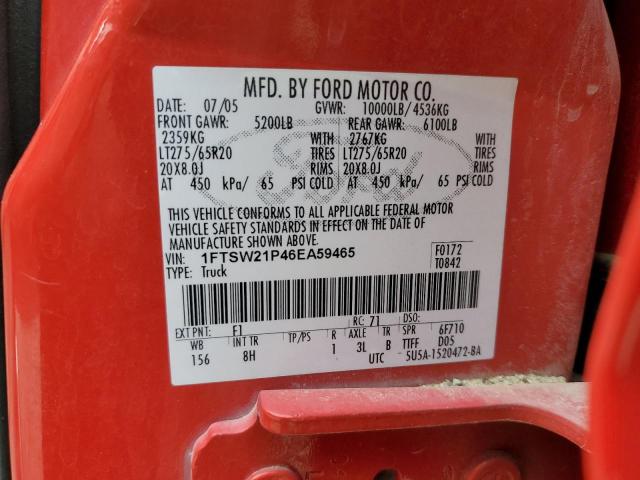 MFD. BY FORD MOTOR CO.
DATE: 07/05 GVWR: 10000LB/4536KG
FRONT GAWR: 5200LB REAR GAWR: 6100LB
2359KG WITH 2767KG WITH
LT275/65R20 TIRES LT275/65R20 TIRES
20X8.0J RIMS 20X8.0J RIMS
AT 450 kPa/ 65 PSI COLD AT 450 kPa/ 65 PSI COLD
THIS VEHICLE CONFORMS TO ALL APPLICABLE FEDERAL MOTOR
VEHICLE SAFETY STANDARDS IN EFFECT ON THE DATE OF
MANUFACTURE SHOWN ABOVE.
VIN: 1FTSW21P46EA59465 F0172
TYPE: Truck T0842
EXT PNT: F1 RC: 71 DSO:
WB INT TR TP/PS R AXLE TR SPR 6F710
156 8H 1 3L B TTFF D05
UTC 5U5A-1520472-BA